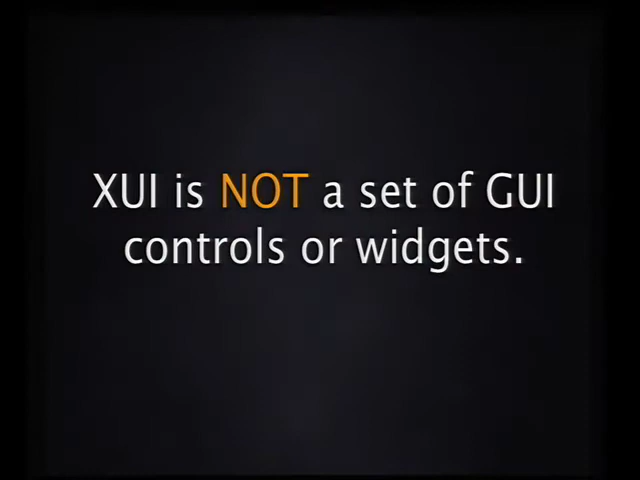 XUI is NOT a set of GUI
controls or widgets.